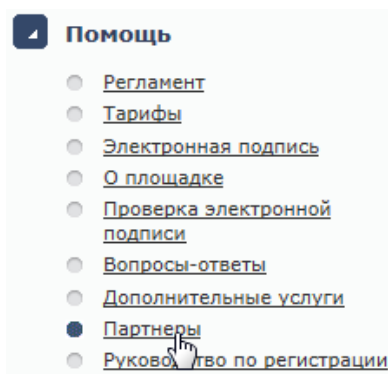 Помощь
Регламент
Тарифы
Электронная подпись
О площадке
Проверка электронной
подписи
Вопросы-ответы
Дополнительные услуги
Партнеры
Руководство по регистрации